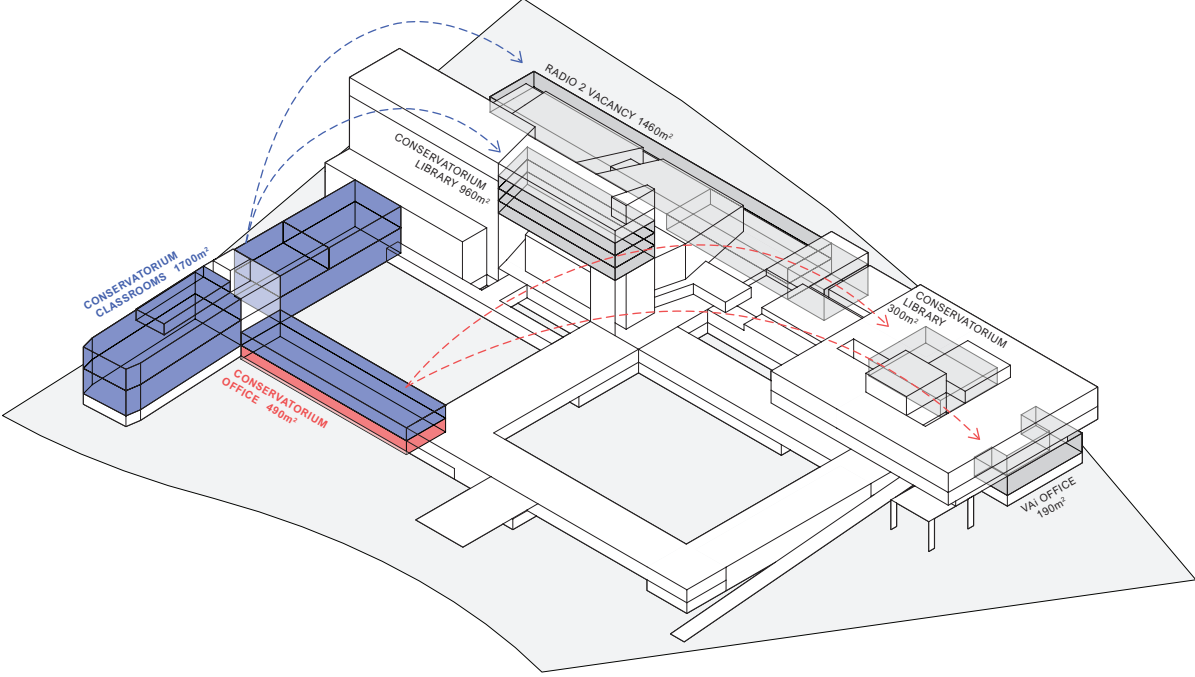 RADIO 2 VACANCY 1460m²
CONSERVATORIUM
LIBRARY 960m²
CONSERVATORIUM
CLASSROOMS 1700m²
CONSERVATORIUM
OFFICE 490m²
CONSERVATORIUM
LIBRARY
300m²
VAI OFFICE
190m²